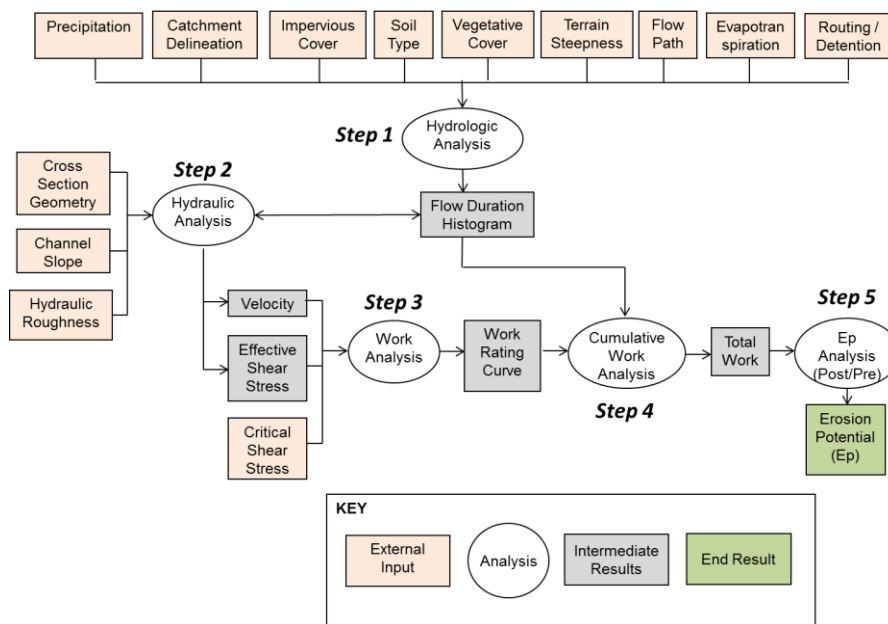 Precipitation
Catchment
Delineation
Impervious
Cover
Soil
Type
Vegetative
Cover
Terrain
Steepness
Flow
Path
Evapotran
spiration
Routing /
Detention
Step 1
Hydrologic
Analysis
Step 2
Cross
Section
Geometry
Hydraulic
Analysis
Flow Duration
Histogram
Channel
Slope
Hydraulic
Roughness
Velocity
Effective
Shear
Stress
Critical
Shear
Stress
Step 3
Work
Analysis
Work
Rating
Curve
Cumulative
Work
Analysis
Step 4
Total
Work
Step 5
Ep
Analysis
(Post/Pre)
Erosion
Potential
(Ep)
KEY
External
Input
Analysis
Intermediate
Results
End Result